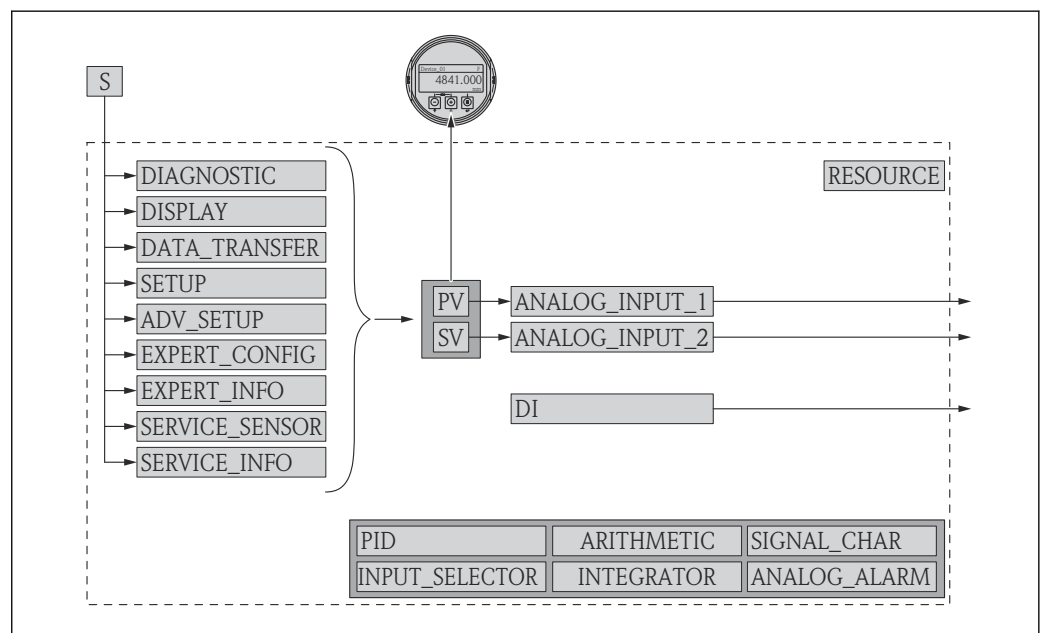 Device_01 F
4841.000
mm
S
DIAGNOSTIC
RESOURCE
DISPLAY
DATA_TRANSFER
SETUP
PV
ANALOG_INPUT_1
ADV_SETUP
SV
ANALOG_INPUT_2
EXPERT_CONFIG
EXPERT_INFO
DI
SERVICE_SENSOR
SERVICE_INFO
PID
ARITHMETIC
SIGNAL_CHAR
INPUT_SELECTOR
INTEGRATOR
ANALOG_ALARM